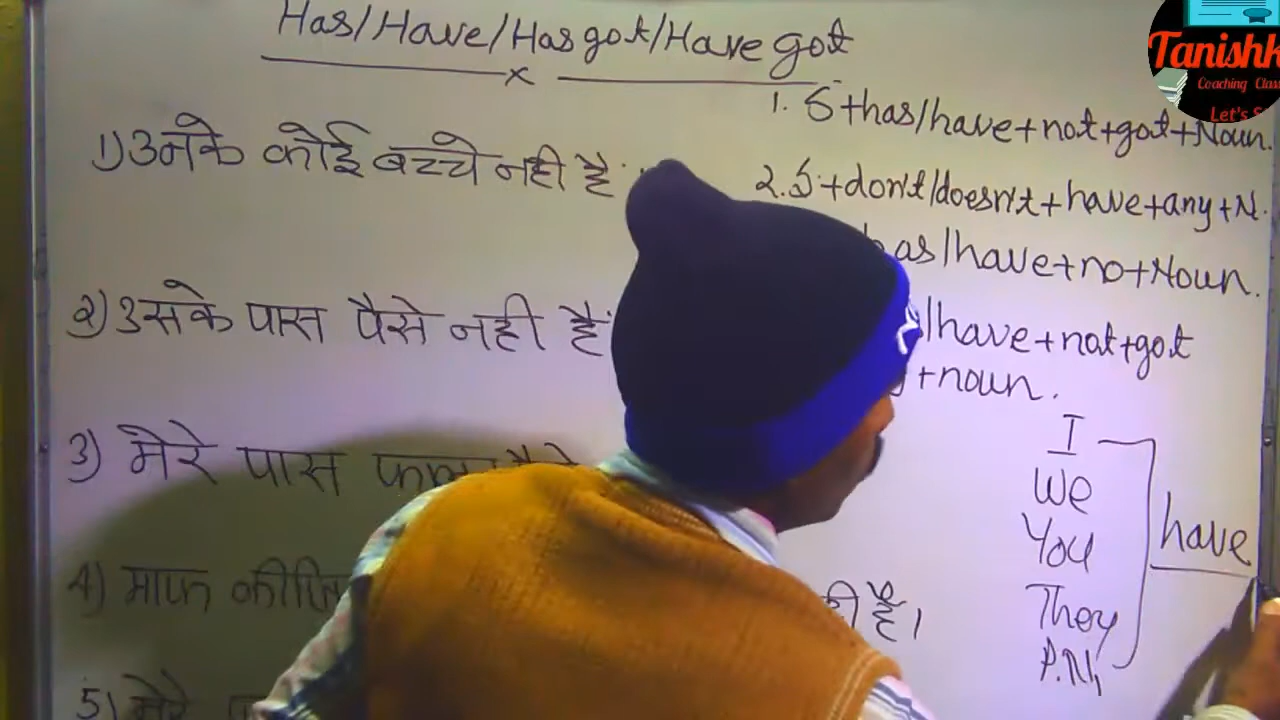 Has/Have/Has got/Have got
Tanishk
Coaching Clas
Let's S
1. S+has/have+not+got+Noun.
1) उनके कोई बच्चे नही है
2. S+don't/doesn't+have+any+N.
has/have+no+Noun.
2) उसके पास पैसे नही है
/have+not+got
+noun.
3) मेरे पास
I
We
You
They
P.N,
have
4) माफ
है।
5) मेरे